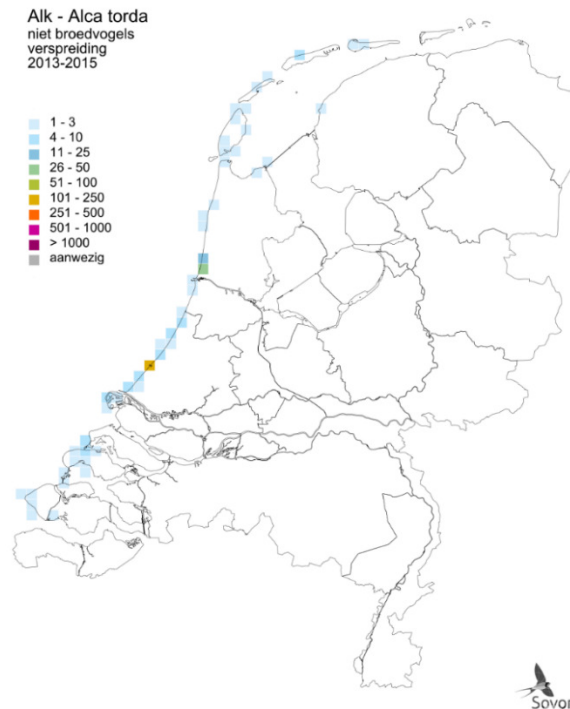 Alk - Alca torda
niet broedvogels
verspreiding
2013-2015
1 - 3
4 - 10
11 - 25
26 - 50
51 - 100
101 - 250
251 - 500
501 - 1000
> 1000
aanwezig
Sovon